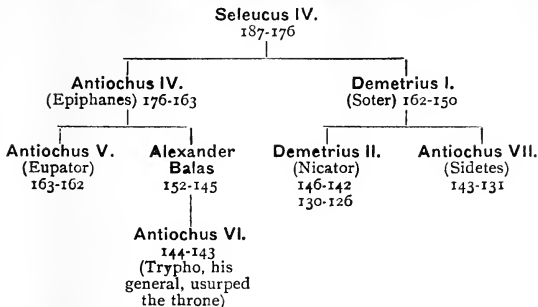 Seleucus IV.
187-176
Antiochus IV.
(Epiphanes) 176-163
Demetrius I.
(Soter) 162-150
Antiochus V.
(Eupator)
163-162
Alexander
Balas
152-145
Demetrius II.
(Nicator)
146-142
130-126
Antiochus VII.
(Sidetes)
143-131
Antiochus VI.
144-143
(Trypho, his
general, usurped
the throne)